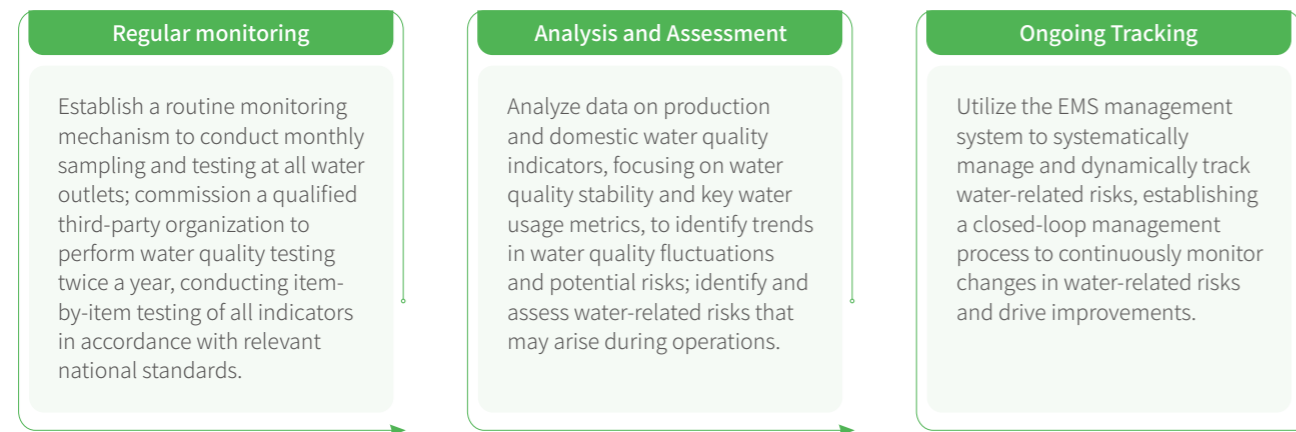 Regular monitoring
Establish a routine monitoring
mechanism to conduct monthly
sampling and testing at all water
outlets; commission a qualified
third-party organization to
perform water quality testing
twice a year, conducting item-
by-item testing of all indicators
in accordance with relevant
national standards.
Analysis and Assessment
Analyze data on production
and domestic water quality
indicators, focusing on water
quality stability and key water
usage metrics, to identify trends
in water quality fluctuations
and potential risks; identify and
assess water-related risks that
may arise during operations.
Ongoing Tracking
Utilize the EMS management
system to systematically
manage and dynamically track
water-related risks, establishing
a closed-loop management
process to continuously monitor
changes in water-related risks
and drive improvements.